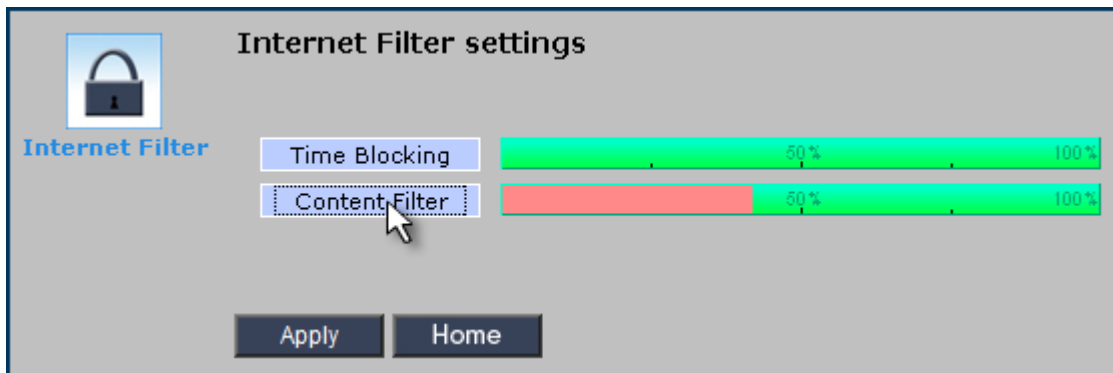 Internet Filter settings
Internet Filter
Time Blocking
50%
100%
Content Filter
50%
100%
Apply
Home